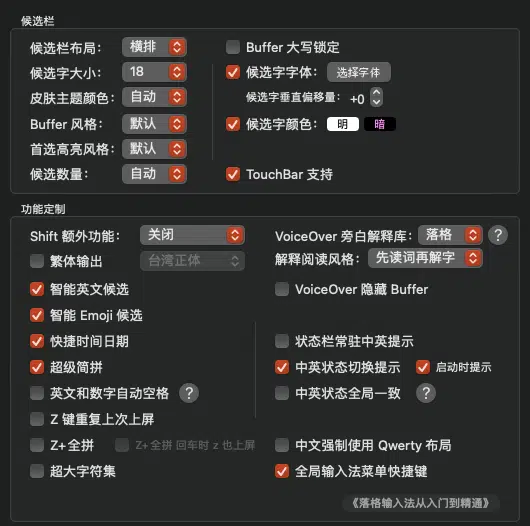 候选栏
候选栏布局： 横排 Buffer 大写锁定
候选字大小： 18 候选字字体： 选择字体
皮肤主题颜色： 自动 候选字垂直偏移量： +0
Buffer 风格： 默认 候选字颜色： 明 暗
首选高亮风格： 默认
候选数量： 自动 TouchBar 支持
功能定制
Shift 额外功能： 关闭 VoiceOver 旁白解释库： 落格 ?
繁体输出 台湾正体 解释阅读风格： 先读词再解字
智能英文候选 VoiceOver 隐藏 Buffer
智能 Emoji 候选
快捷时间日期 状态栏常驻中英提示
超级简拼 中英状态切换提示 启动时提示
英文和数字自动空格 ? 中英状态全局一致 ?
Z 键重复上次上屏
Z+全拼 Z+全拼 回车时 z 也上屏 中文强制使用 Qwerty 布局
超大字符集 全局输入法菜单快捷键
《落格输入法从入门到精通》